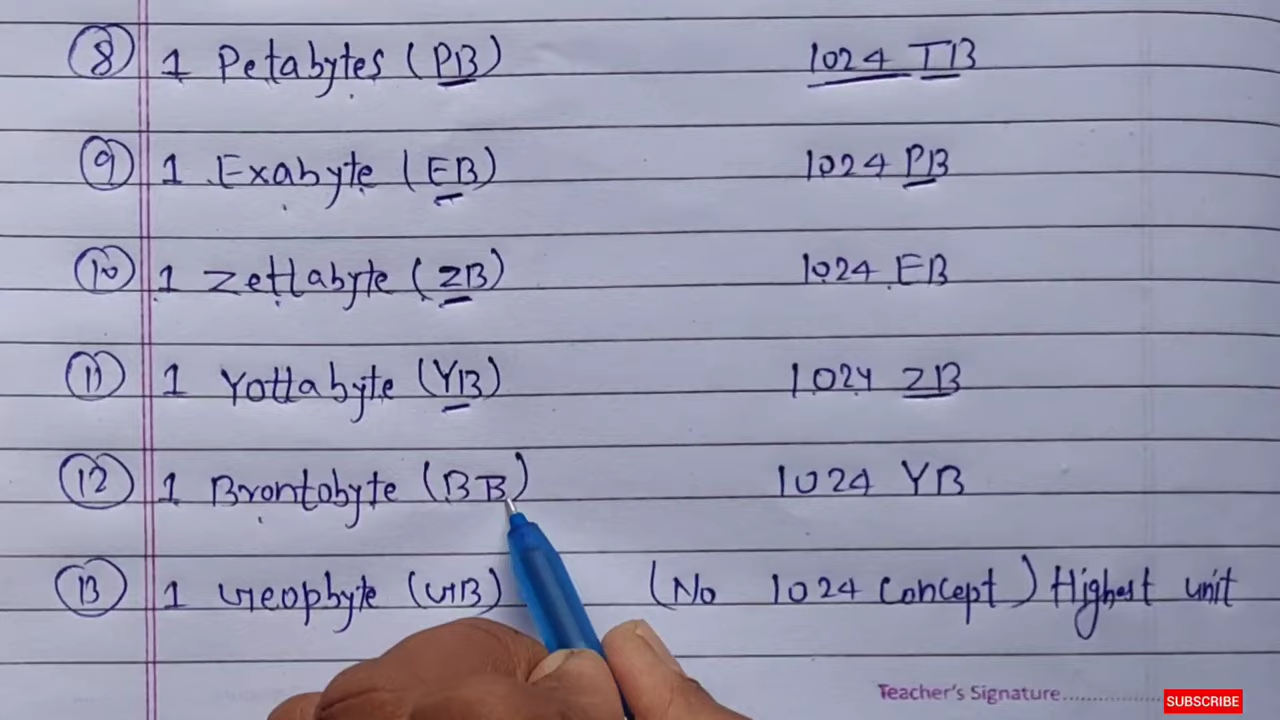 8 1 Petabytes (PB) 1024 TB
9 1 Exabyte (EB) 1024 PB
10 1 Zettabyte (ZB) 1024 EB
11 1 Yottabyte (YB) 1024 ZB
12 1 Brontobyte (BB) 1024 YB
13 1 Geopbyte (GB) (No 1024 Concept) Highest unit
Teacher's Signature...............
SUBSCRIBE